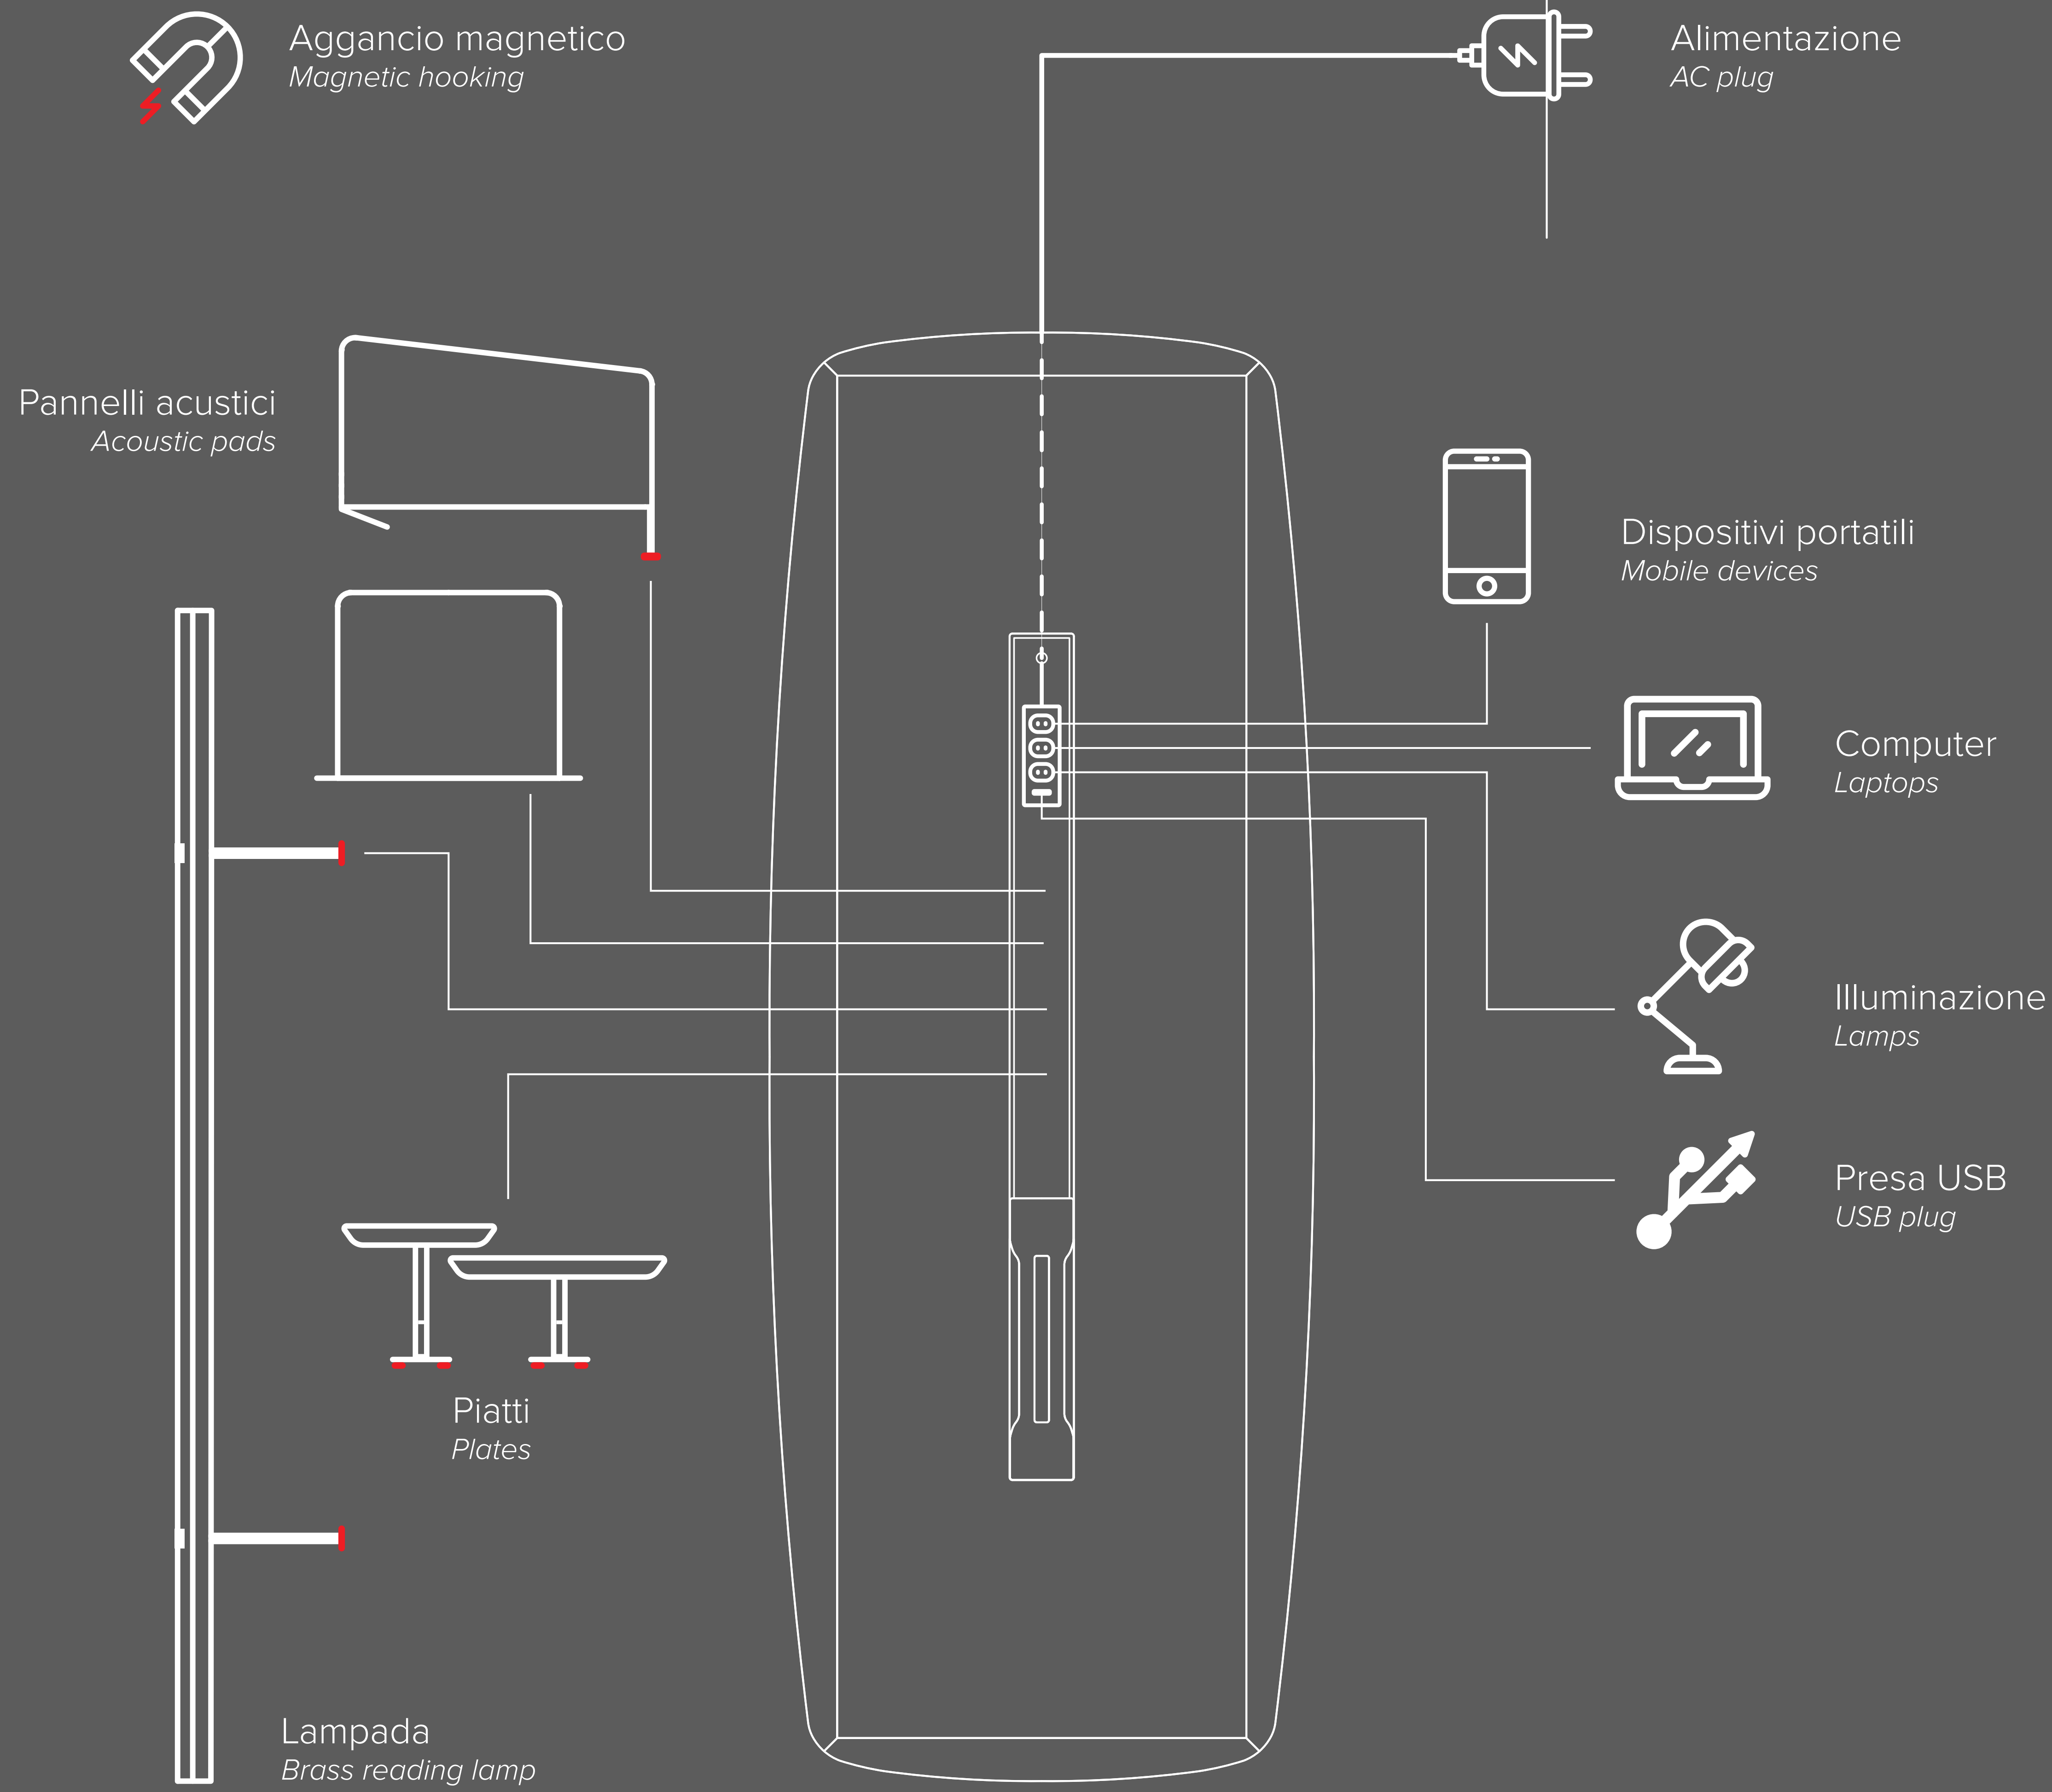 Aggancio magnetico
Magnetic hooking
Alimentazione
AC plug
Pannelli acustici
Acoustic pads
Dispositivi portatili
Mobile devices
Computer
Laptops
Illuminazione
Lamps
Presa USB
USB plug
Piatti
Plates
Lampada
Brass reading lamp